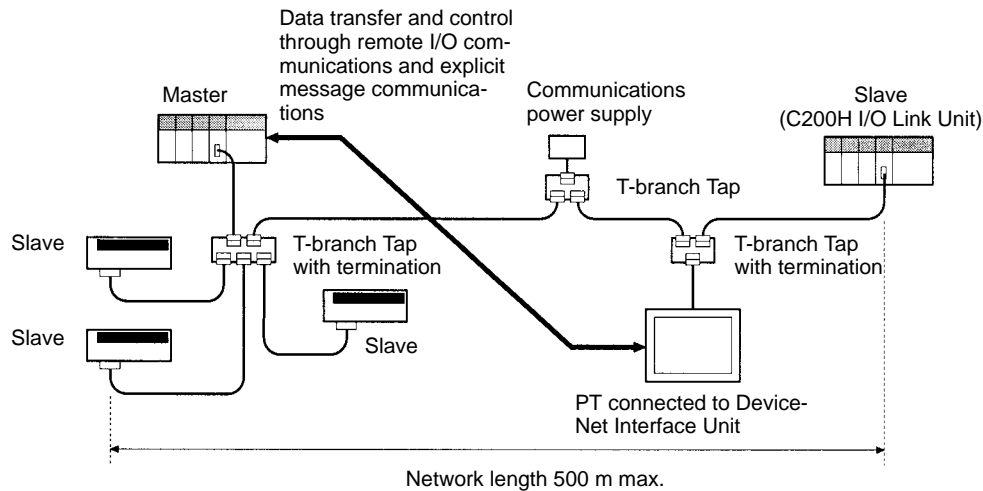 Data transfer and control
through remote I/O com-
munications and explicit
message communica-
tions
Master
Communications
power supply
Slave
(C200H I/O Link Unit)
T-branch Tap
Slave
T-branch Tap
with termination
T-branch Tap
with termination
Slave
Slave
PT connected to Device-
Net Interface Unit
Network length 500 m max.